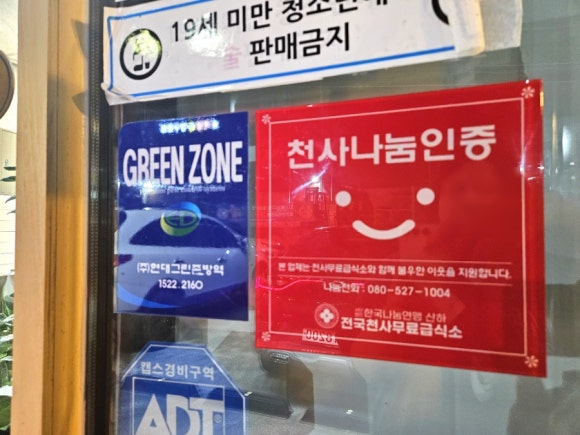 19세 미만 청소년에
술 판매금지
GREEN ZONE
(주)현대그린조방역
1522.2160
천사나눔인증
본 업체는 천사무료급식소와 함께 불우한 이웃을 지원합니다.
나눔전화 : 080-527-1004
한국나눔연맹 산하
전국천사무료급식소
캡스경비구역
ADT